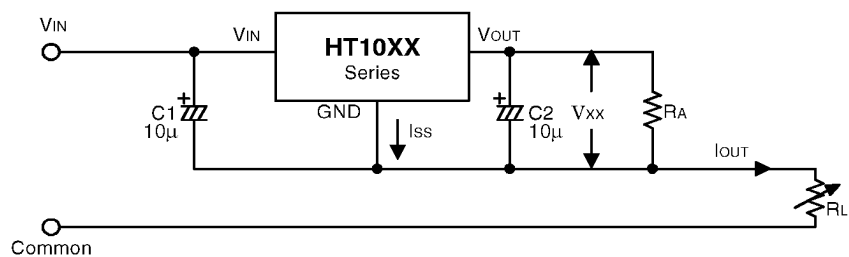 VIN
VIN
HT10XX
VOUT
Series
GND
C1
10μ
ISS
C2
10μ
VXX
RA
IOUT
RL
Common